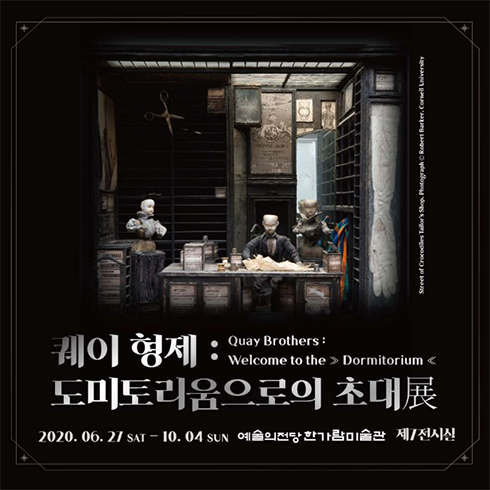 Street of Crocodiles Tailor's Shop, Photograph © Robert Barker, Cornell University
퀘이 형제 :
Quay Brothers :
Welcome to the » Dormitorium «
도미토리움으로의 초대展
2020. 06. 27 SAT – 10. 04 SUN 예술의전당 한가람미술관 제7전시실